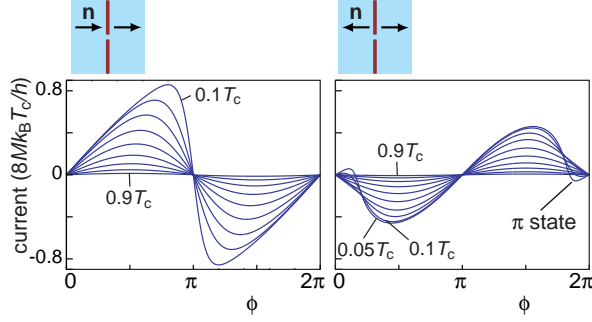 n
n
current (8Mk_BT_c/h)
0.8
0
-0.8
0.1T_c
0.9T_c
0
π
2π
ϕ
0.9T_c
0.05T_c
0.1T_c
π state
0
π
2π
ϕ